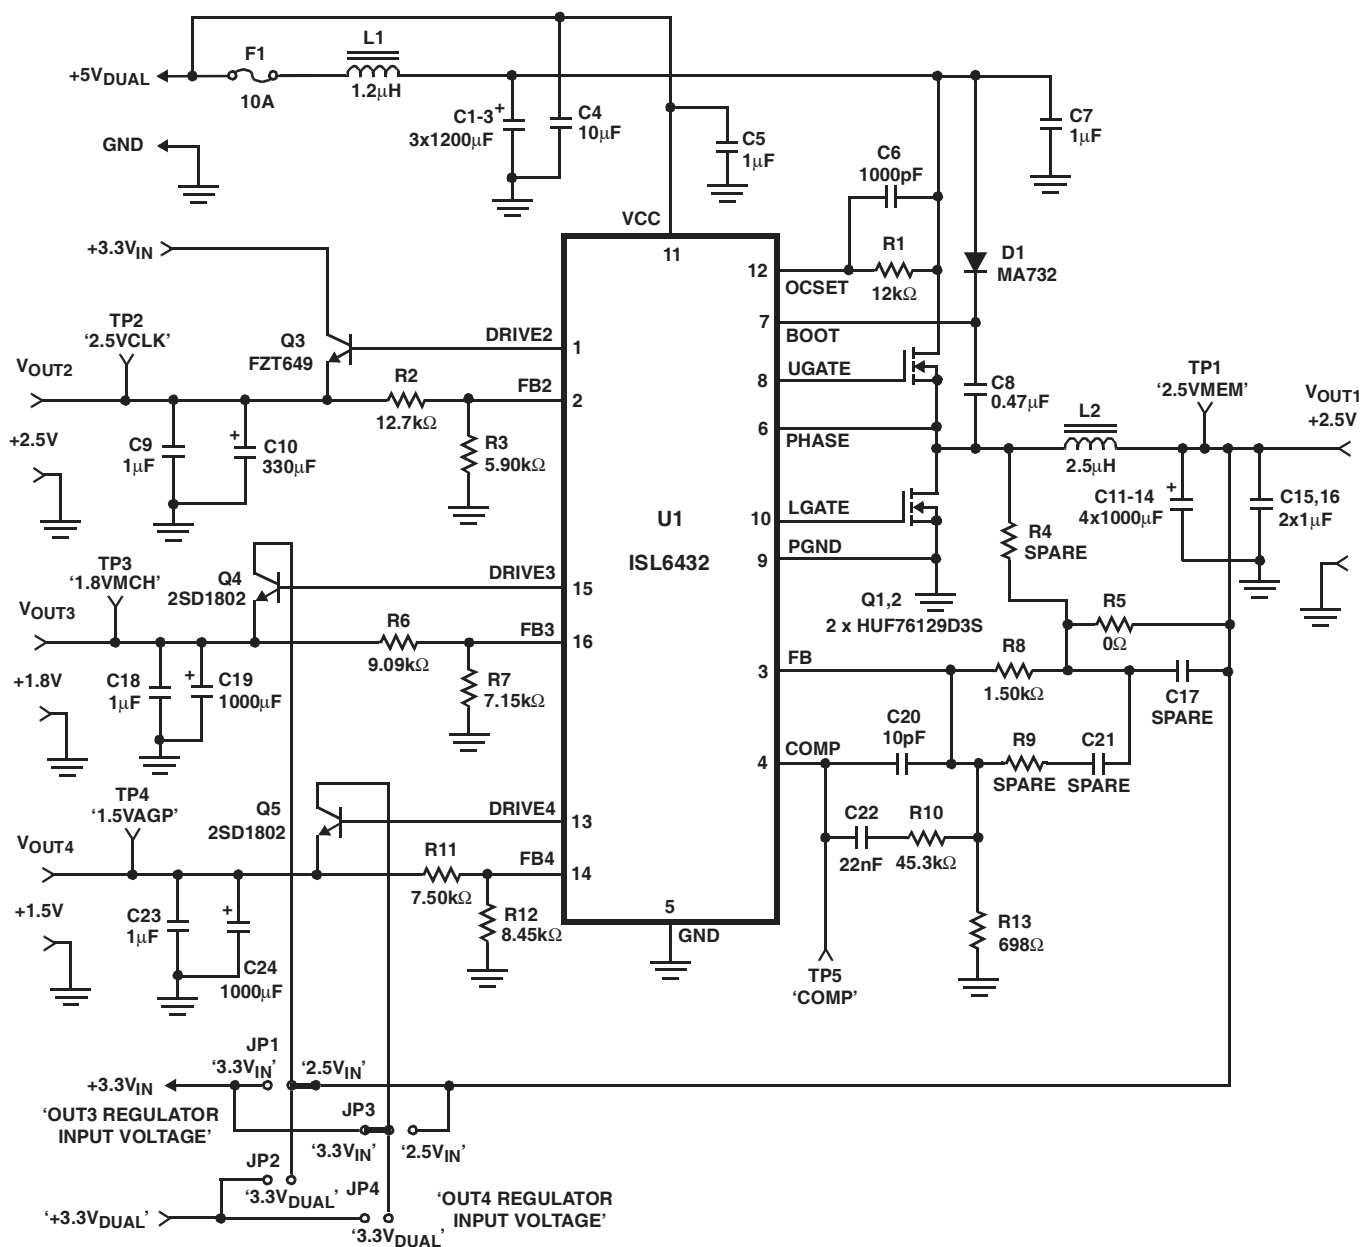 L1
F1
+5VDUAL
10A
1.2µH
C1-3
+
3x1200µF
C4
10µF
C5
1µF
C7
1µF
GND
C6
1000pF
VCC
11
+3.3VIN
R1
12kΩ
12
OCSET
D1
MA732
7
BOOT
TP2
'2.5VCLK'
Q3
FZT649
DRIVE2
1
8
UGATE
VOUT2
R2
12.7kΩ
FB2
2
C8
0.47µF
TP1
'2.5VMEM'
VOUT1
+2.5V
L2
2.5µH
6
PHASE
+2.5V
C9
1µF
+
C10
330µF
R3
5.90kΩ
+
C11-14
4x1000µF
C15,16
2x1µF
U1
ISL6432
10
LGATE
R4
SPARE
9
PGND
TP3
'1.8VMCH'
Q4
2SD1802
DRIVE3
15
Q1,2
2 x HUF76129D3S
R5
0Ω
VOUT3
R6
9.09kΩ
FB3
16
3
FB
R8
1.50kΩ
+1.8V
C18
1µF
+
C19
1000µF
R7
7.15kΩ
C17
SPARE
C20
10pF
4
COMP
R9
SPARE
C21
SPARE
TP4
'1.5VAGP'
Q5
2SD1802
DRIVE4
13
C22
22nF
R10
45.3kΩ
VOUT4
R11
7.50kΩ
FB4
14
+1.5V
C23
1µF
+
C24
1000µF
R12
8.45kΩ
5
GND
R13
698Ω
TP5
'COMP'
JP1
'3.3VIN'
'2.5VIN'
+3.3VIN
'OUT3 REGULATOR
INPUT VOLTAGE'
JP3
'3.3VIN'
'2.5VIN'
JP2
'3.3VDUAL'
JP4
'OUT4 REGULATOR
INPUT VOLTAGE'
'+3.3VDUAL'
'3.3VDUAL'